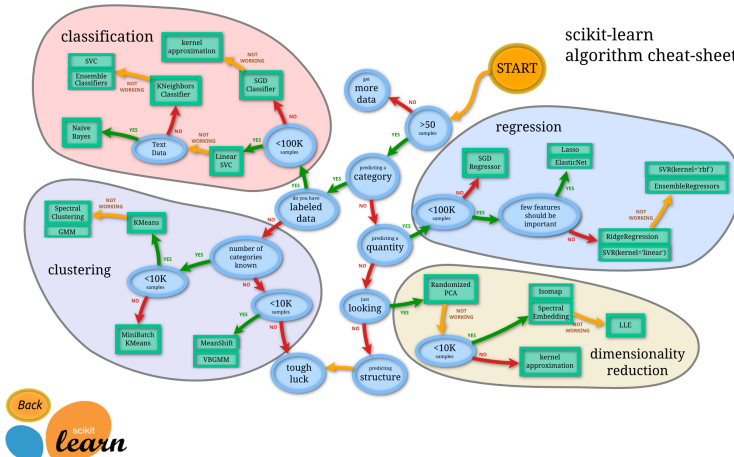 scikit-learn
algorithm cheat-sheet
START
classification
kernel
approximation
SVC
Ensemble
Classifiers
NOT
WORKING
KNeighbors
Classifier
NOT
WORKING
SGD
Classifier
Naive
Bayes
YES
Text
Data
NO
NOT
WORKING
Linear
SVC
YES
<100K
samples
NO
YES
get
more
data
NO
>50
samples
YES
predicting a
category
YES
NO
do you have
labeled
data
NO
predicting a
quantity
YES
NO
just
looking
YES
NO
predicting
structure
tough
luck
regression
SGD
Regressor
NO
<100K
samples
YES
Lasso
ElasticNet
YES
few features
should be
important
NO
SVR(kernel='rbf')
EnsembleRegressors
NOT
WORKING
RidgeRegression
SVR(kernel='linear')
clustering
Spectral
Clustering
GMM
NOT
WORKING
KMeans
YES
<10K
samples
NO
MiniBatch
KMeans
YES
number of
categories
known
NO
<10K
samples
YES
NO
MeanShift
VBGMM
dimensionality
reduction
Randomized
PCA
NOT
WORKING
<10K
samples
YES
NO
Isomap
Spectral
Embedding
NOT
WORKING
LLE
kernel
approximation
Back
scikit
learn